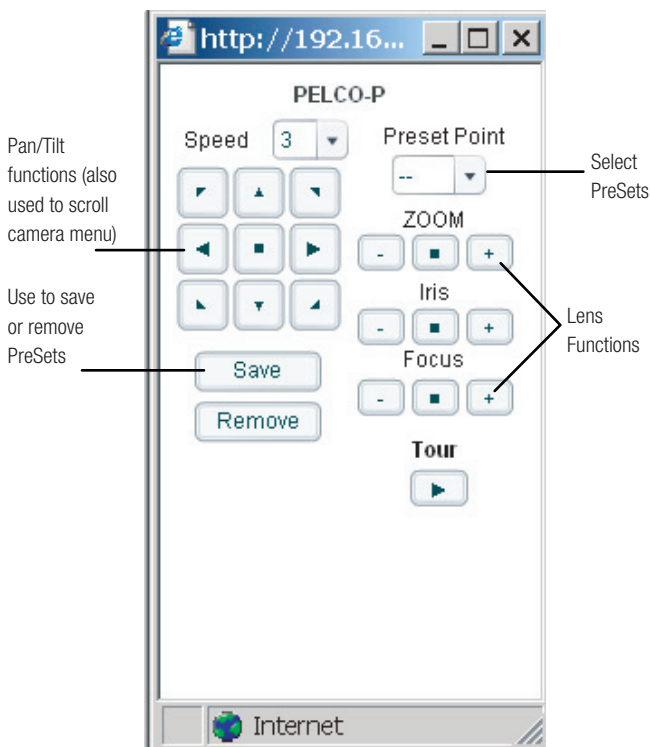 http://192.16...
PELCO-P
Speed 3
Preset Point
--
Pan/Tilt
functions (also
used to scroll
camera menu)
Select
PreSets
ZOOM
- +
Iris
- +
Use to save
or remove
PreSets
Lens
Functions
Focus
- +
Save
Remove
Tour
Internet